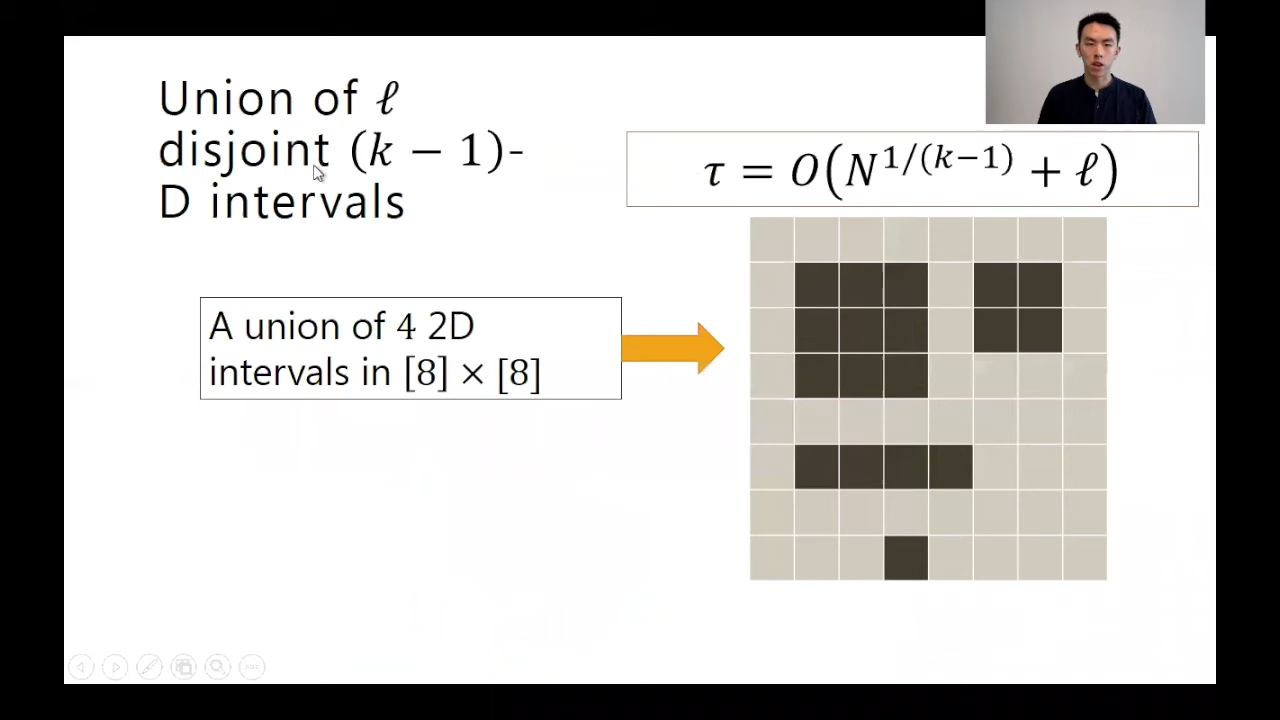 Union of ℓ
disjoint (k − 1)-
D intervals
τ = O(N^{1/(k−1)} + ℓ)
A union of 4 2D
intervals in [8] × [8]